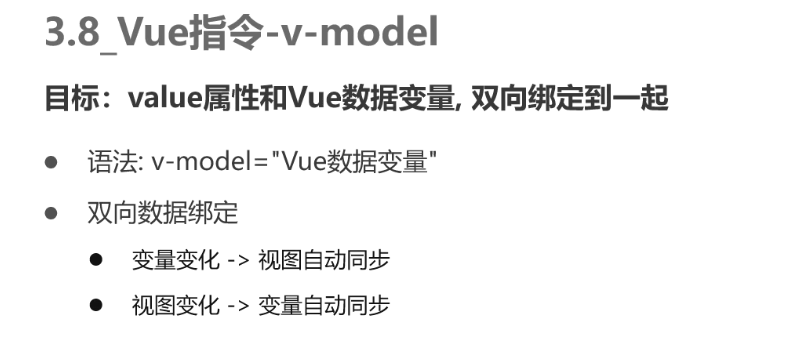 3.8_Vue指令-v-model
目标：value属性和Vue数据变量, 双向绑定到一起
语法: v-model="Vue数据变量"
双向数据绑定
变量变化 -> 视图自动同步
视图变化 -> 变量自动同步